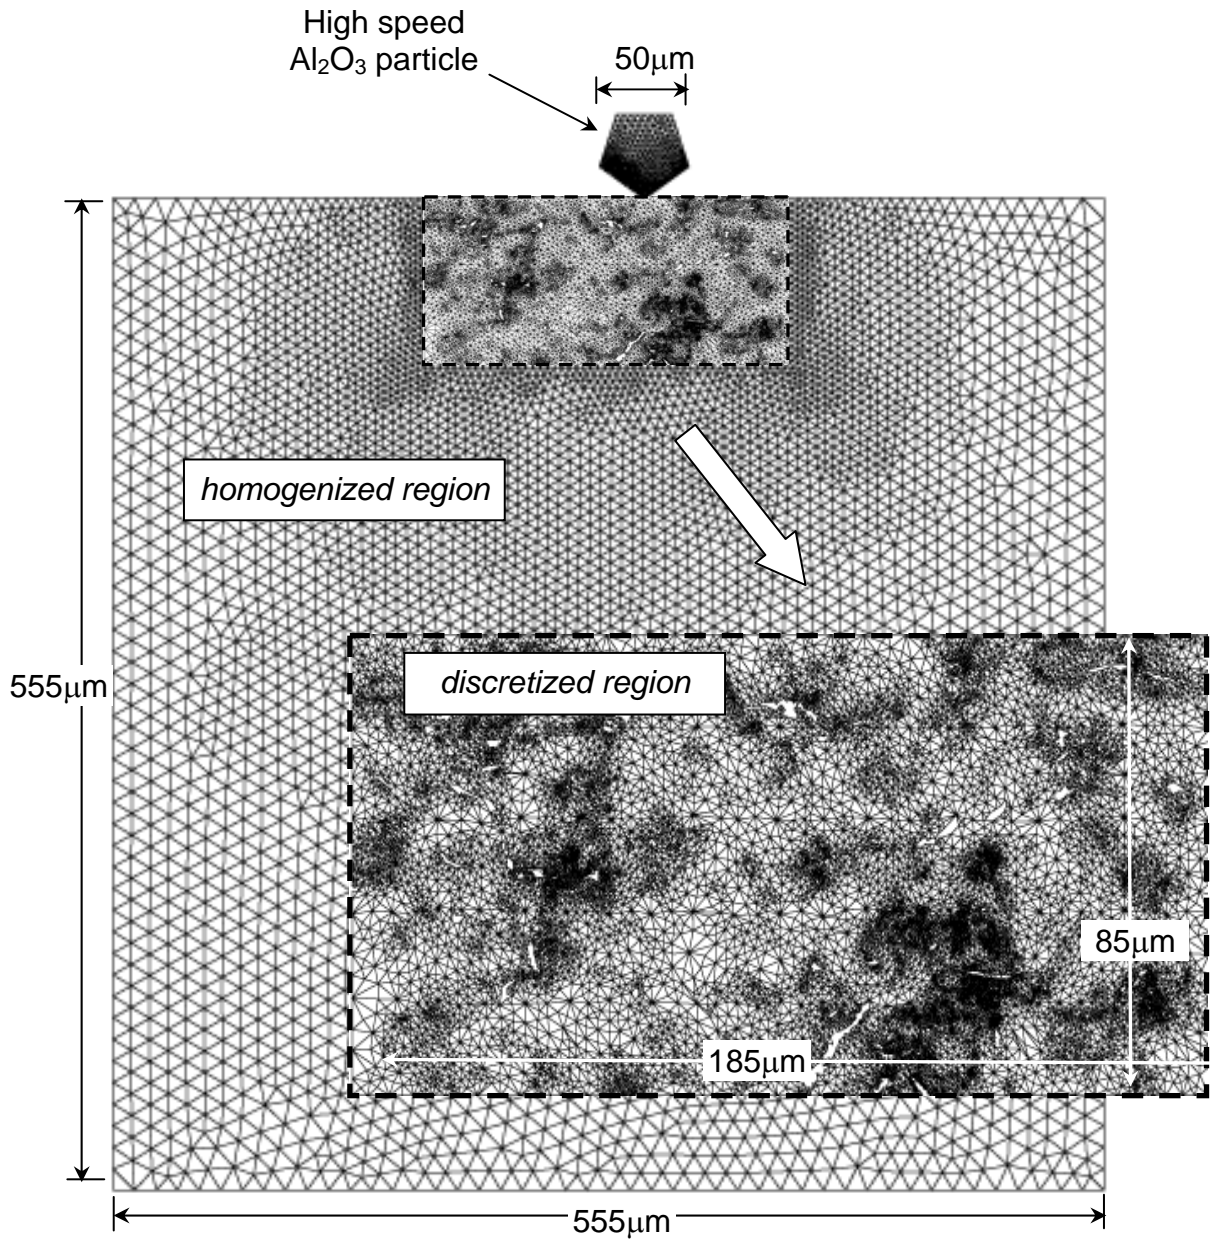 High speed
Al₂O₃ particle
50μm
homogenized region
discretized region
555μm
85μm
185μm
555μm